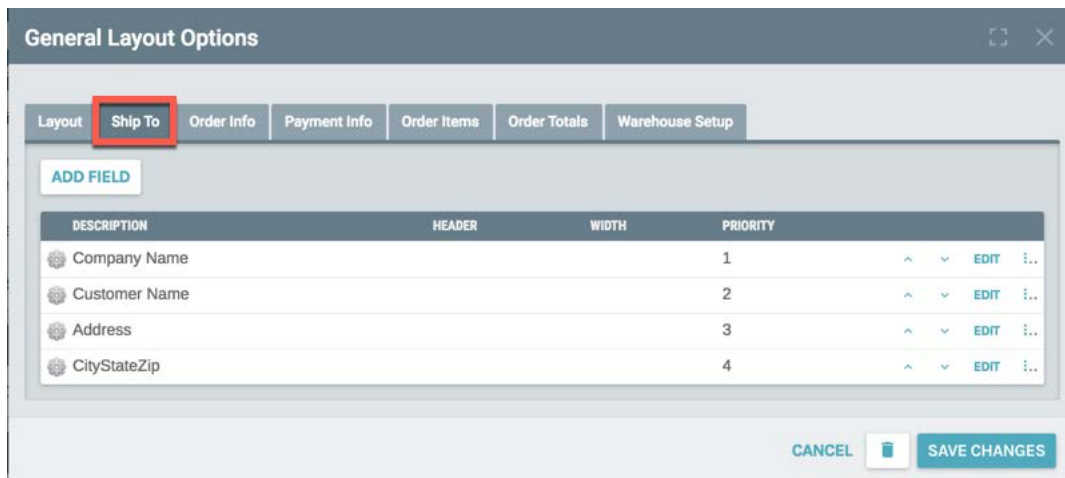 General Layout Options
Layout Ship To Order Info Payment Info Order Items Order Totals Warehouse Setup
ADD FIELD
DESCRIPTION HEADER WIDTH PRIORITY
Company Name 1 EDIT
Customer Name 2 EDIT
Address 3 EDIT
CityStateZip 4 EDIT
CANCEL SAVE CHANGES